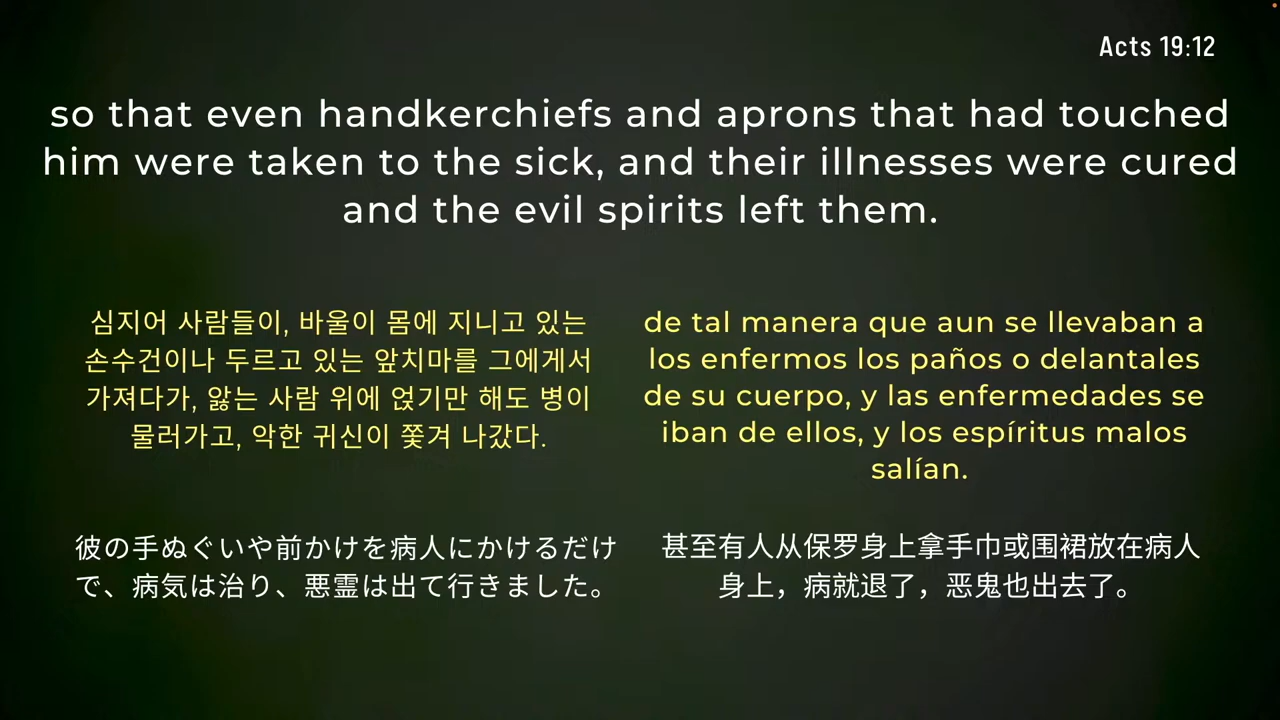 Acts 19:12
so that even handkerchiefs and aprons that had touched
him were taken to the sick, and their illnesses were cured
and the evil spirits left them.
심지어 사람들이, 바울이 몸에 지니고 있는
손수건이나 두르고 있는 앞치마를 그에게서
가져다가, 앓는 사람 위에 얹기만 해도 병이
물러가고, 악한 귀신이 쫓겨 나갔다.
de tal manera que aun se llevaban a
los enfermos los paños o delantales
de su cuerpo, y las enfermedades se
iban de ellos, y los espíritus malos
salían.
彼の手ぬぐいや前かけを病人にかけるだけ
で、病気は治り、悪霊は出て行きました。
甚至有人从保罗身上拿手巾或围裙放在病人
身上，病就退了，恶鬼也出去了。